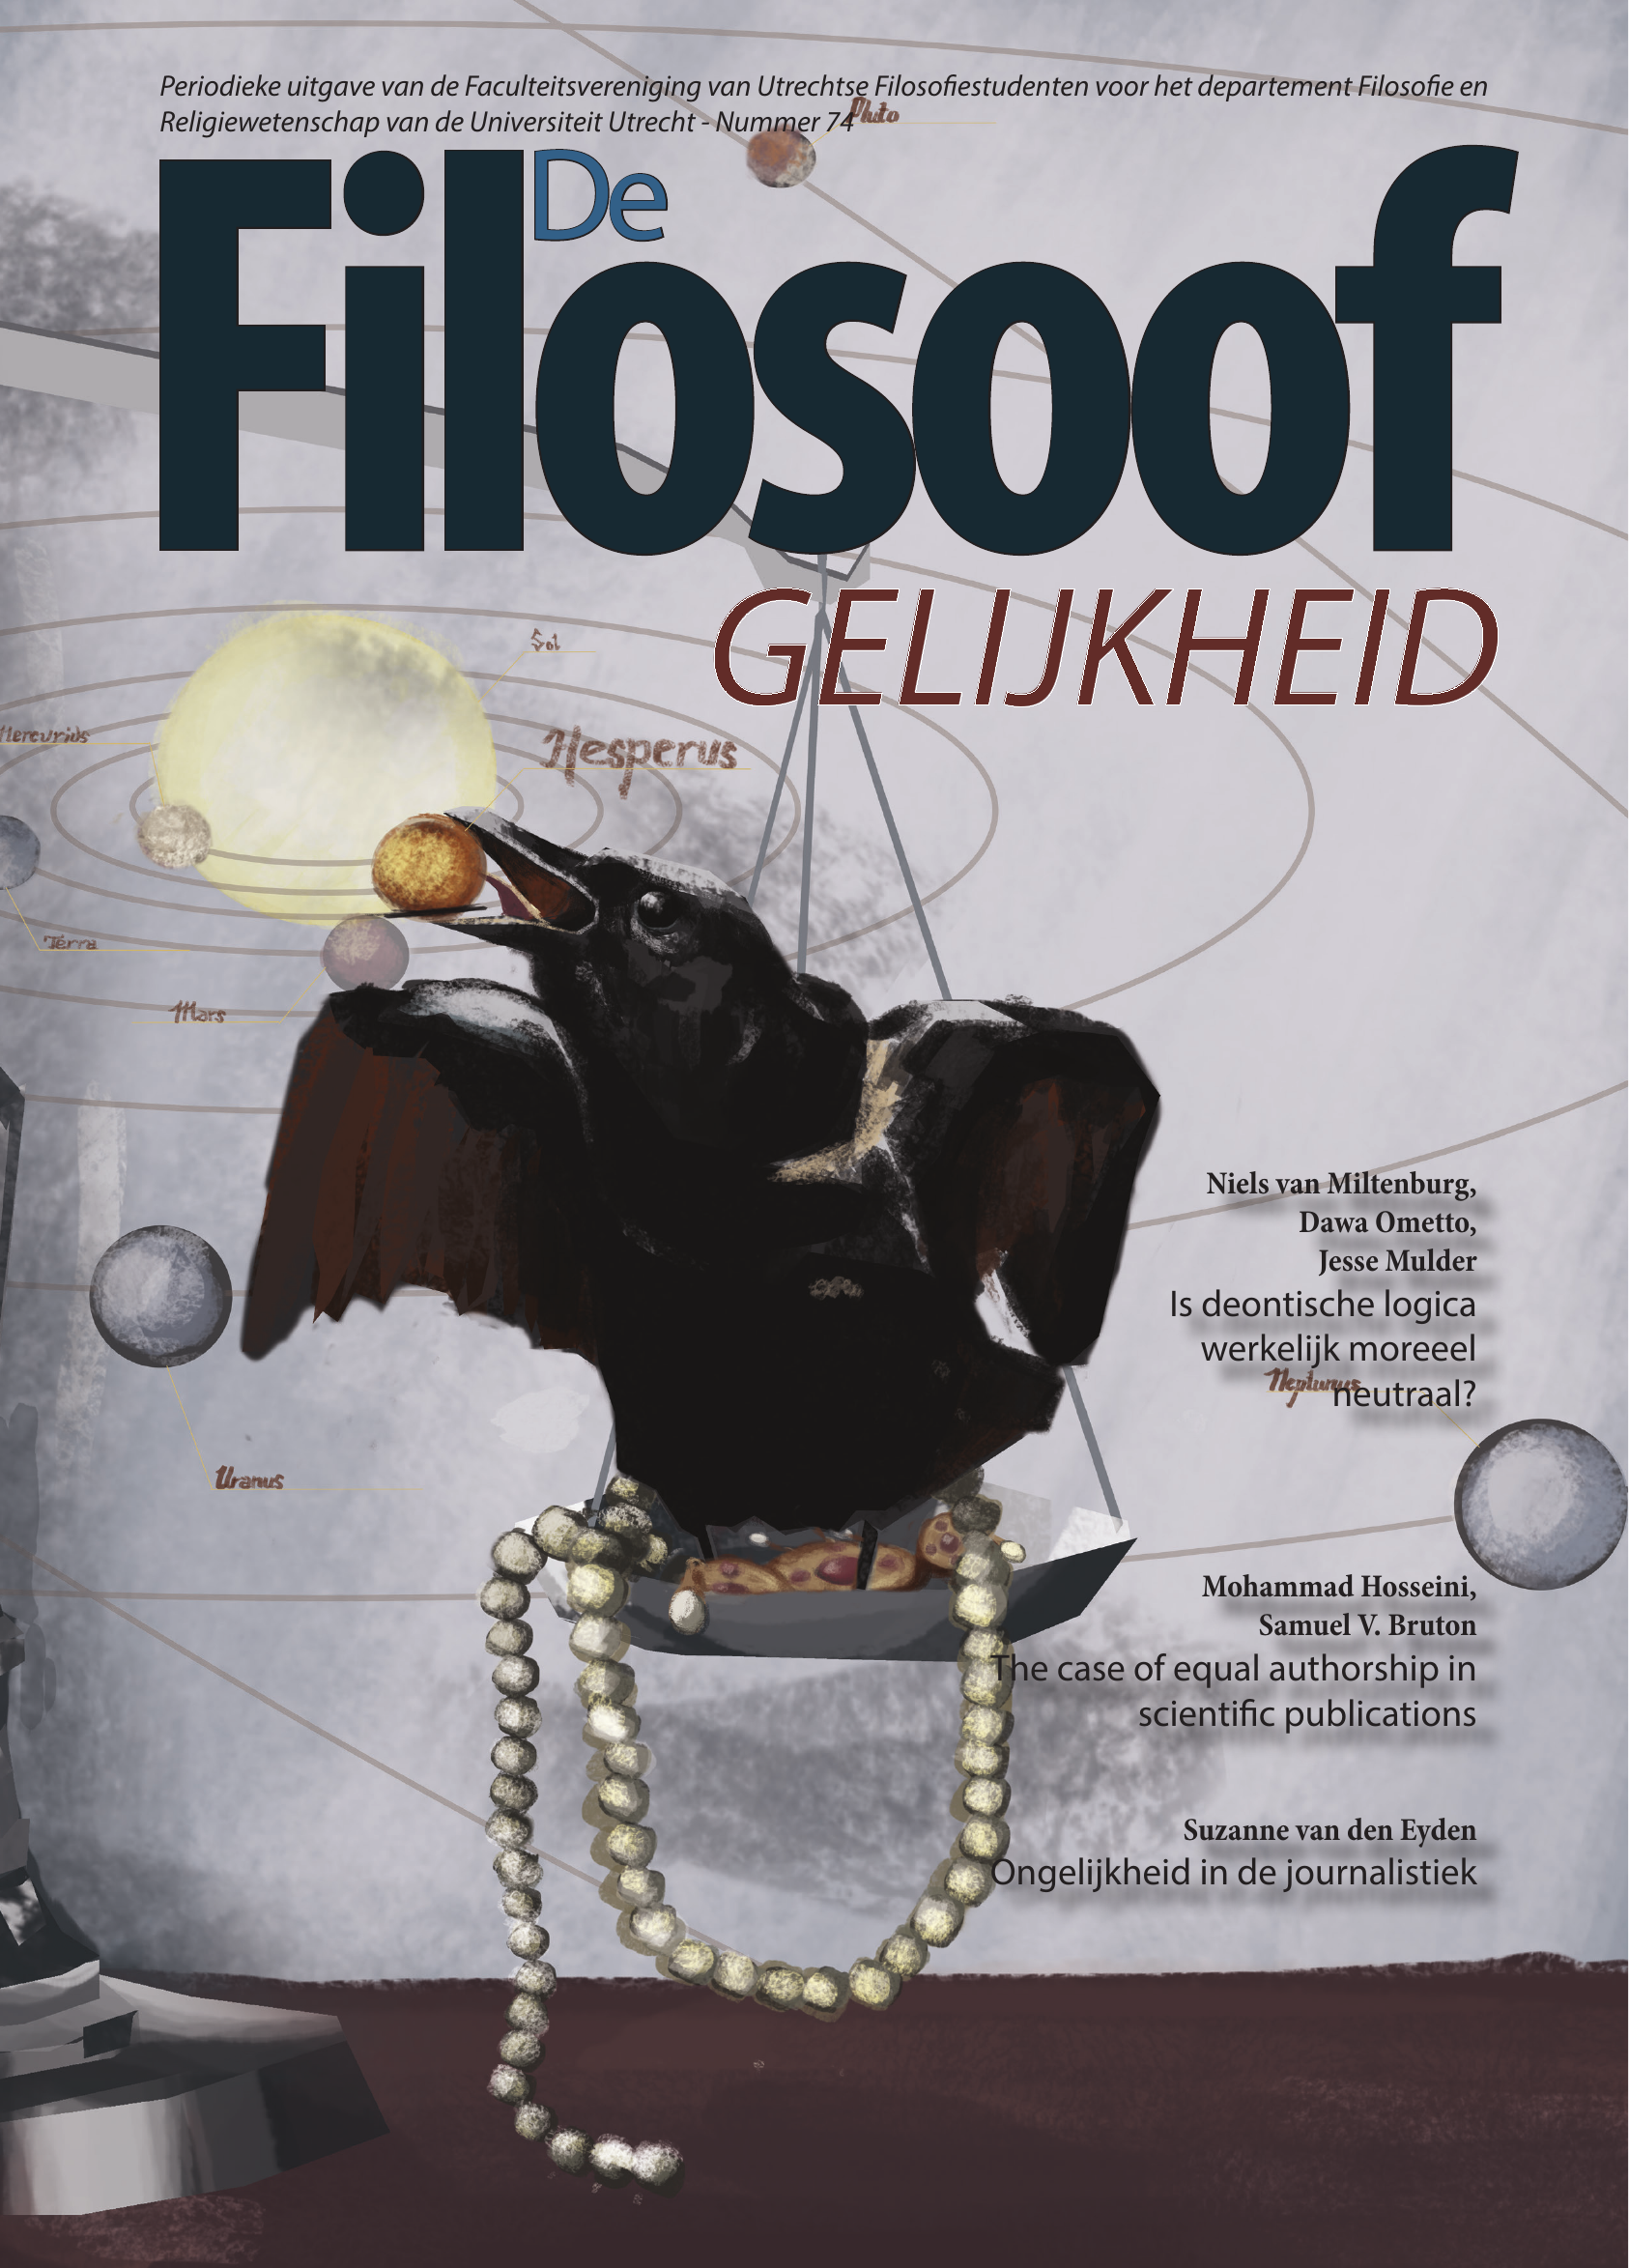 Periodieke uitgave van de Faculteitsvereniging van Utrechtse Filosofiestudenten voor het departement Filosofie en
Religiewetenschap van de Universiteit Utrecht - Nummer 74
Pluto
De
Filosoof
GELIJKHEID
Sol
Mercurius
Hesperus
Terra
Mars
Niels van Miltenburg,
Dawa Ometto,
Jesse Mulder
Is deontische logica
werkelijk moreeel
Neptunus
neutraal?
Uranus
Mohammad Hosseini,
Samuel V. Bruton
The case of equal authorship in
scientific publications
Suzanne van den Eyden
Ongelijkheid in de journalistiek